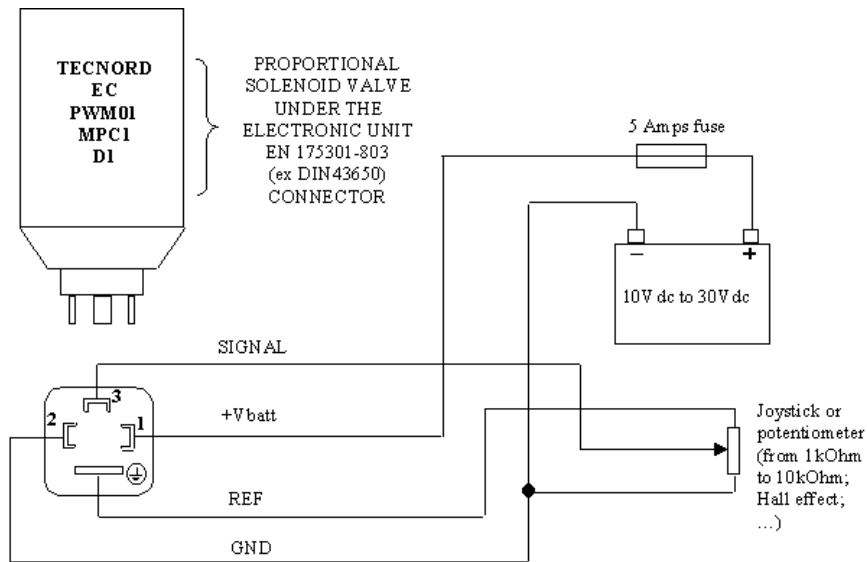 TECNORD
EC
PWM01
MPC1
D1
PROPORTIONAL
SOLENOID VALVE
UNDER THE
ELECTRONIC UNIT
EN 175301-803
(ex DIN43650)
CONNECTOR
5 Amps fuse
– +
10V dc to 30V dc
SIGNAL
3
2 1
+Vbatt
REF
GND
Joystick or
potentiometer
(from 1kOhm
to 10kOhm;
Hall effect;
...)